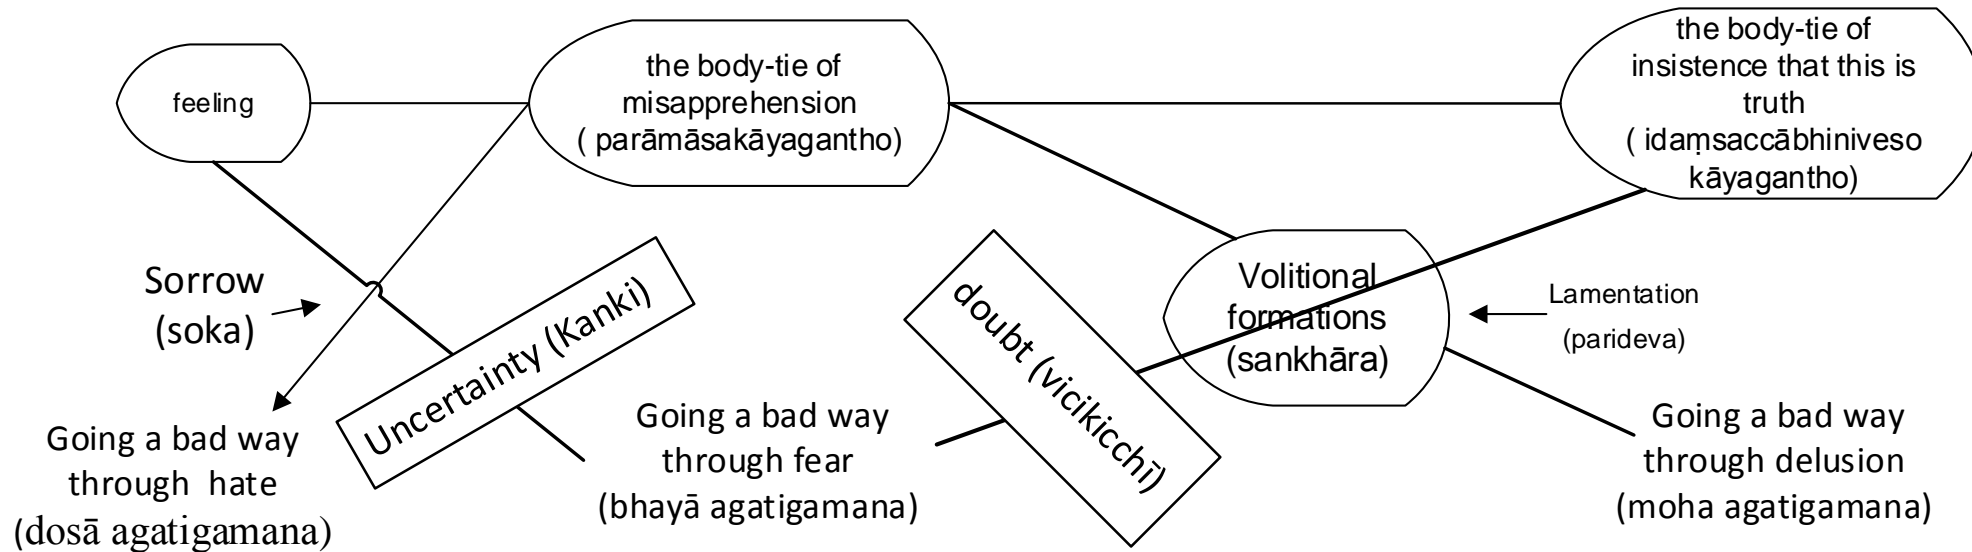 feeling
the body-tie of
misapprehension
( parāmāsakāyagantho)
the body-tie of
insistence that this is
truth
( idaṃsaccābhiniveso
kāyagantho)
Sorrow
(soka)
Uncertainty (Kanki)
doubt (vicikicchī)
Volitional
formations
(sankhāra)
Lamentation
(parideva)
Going a bad way
through hate
(dosā agatigamana)
Going a bad way
through fear
(bhayā agatigamana)
Going a bad way
through delusion
(moha agatigamana)